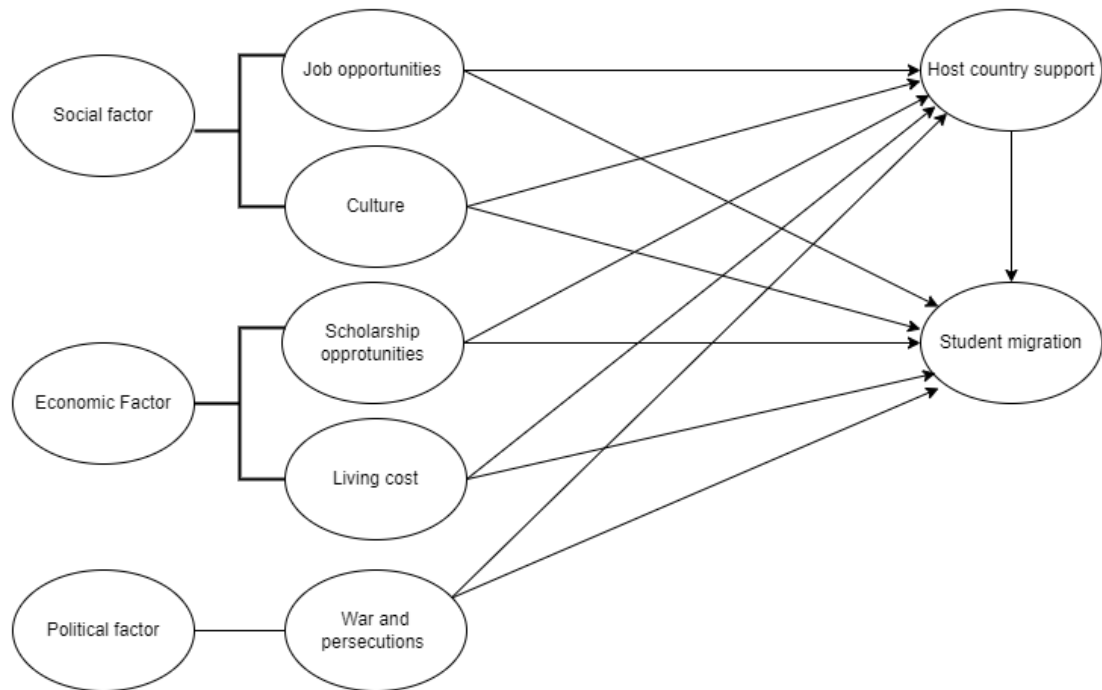 Social factor
Job opportunities
Culture
Host country support
Economic Factor
Scholarship
opprotunities
Living cost
Student migration
Political factor
War and
persecutions